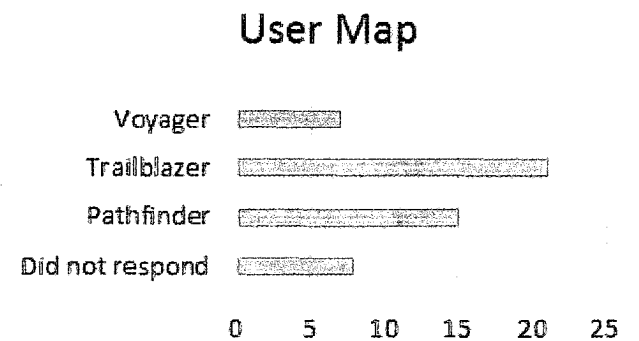 User Map
Voyager
Trailblazer
Pathfinder
Did not respond
0 5 10 15 20 25